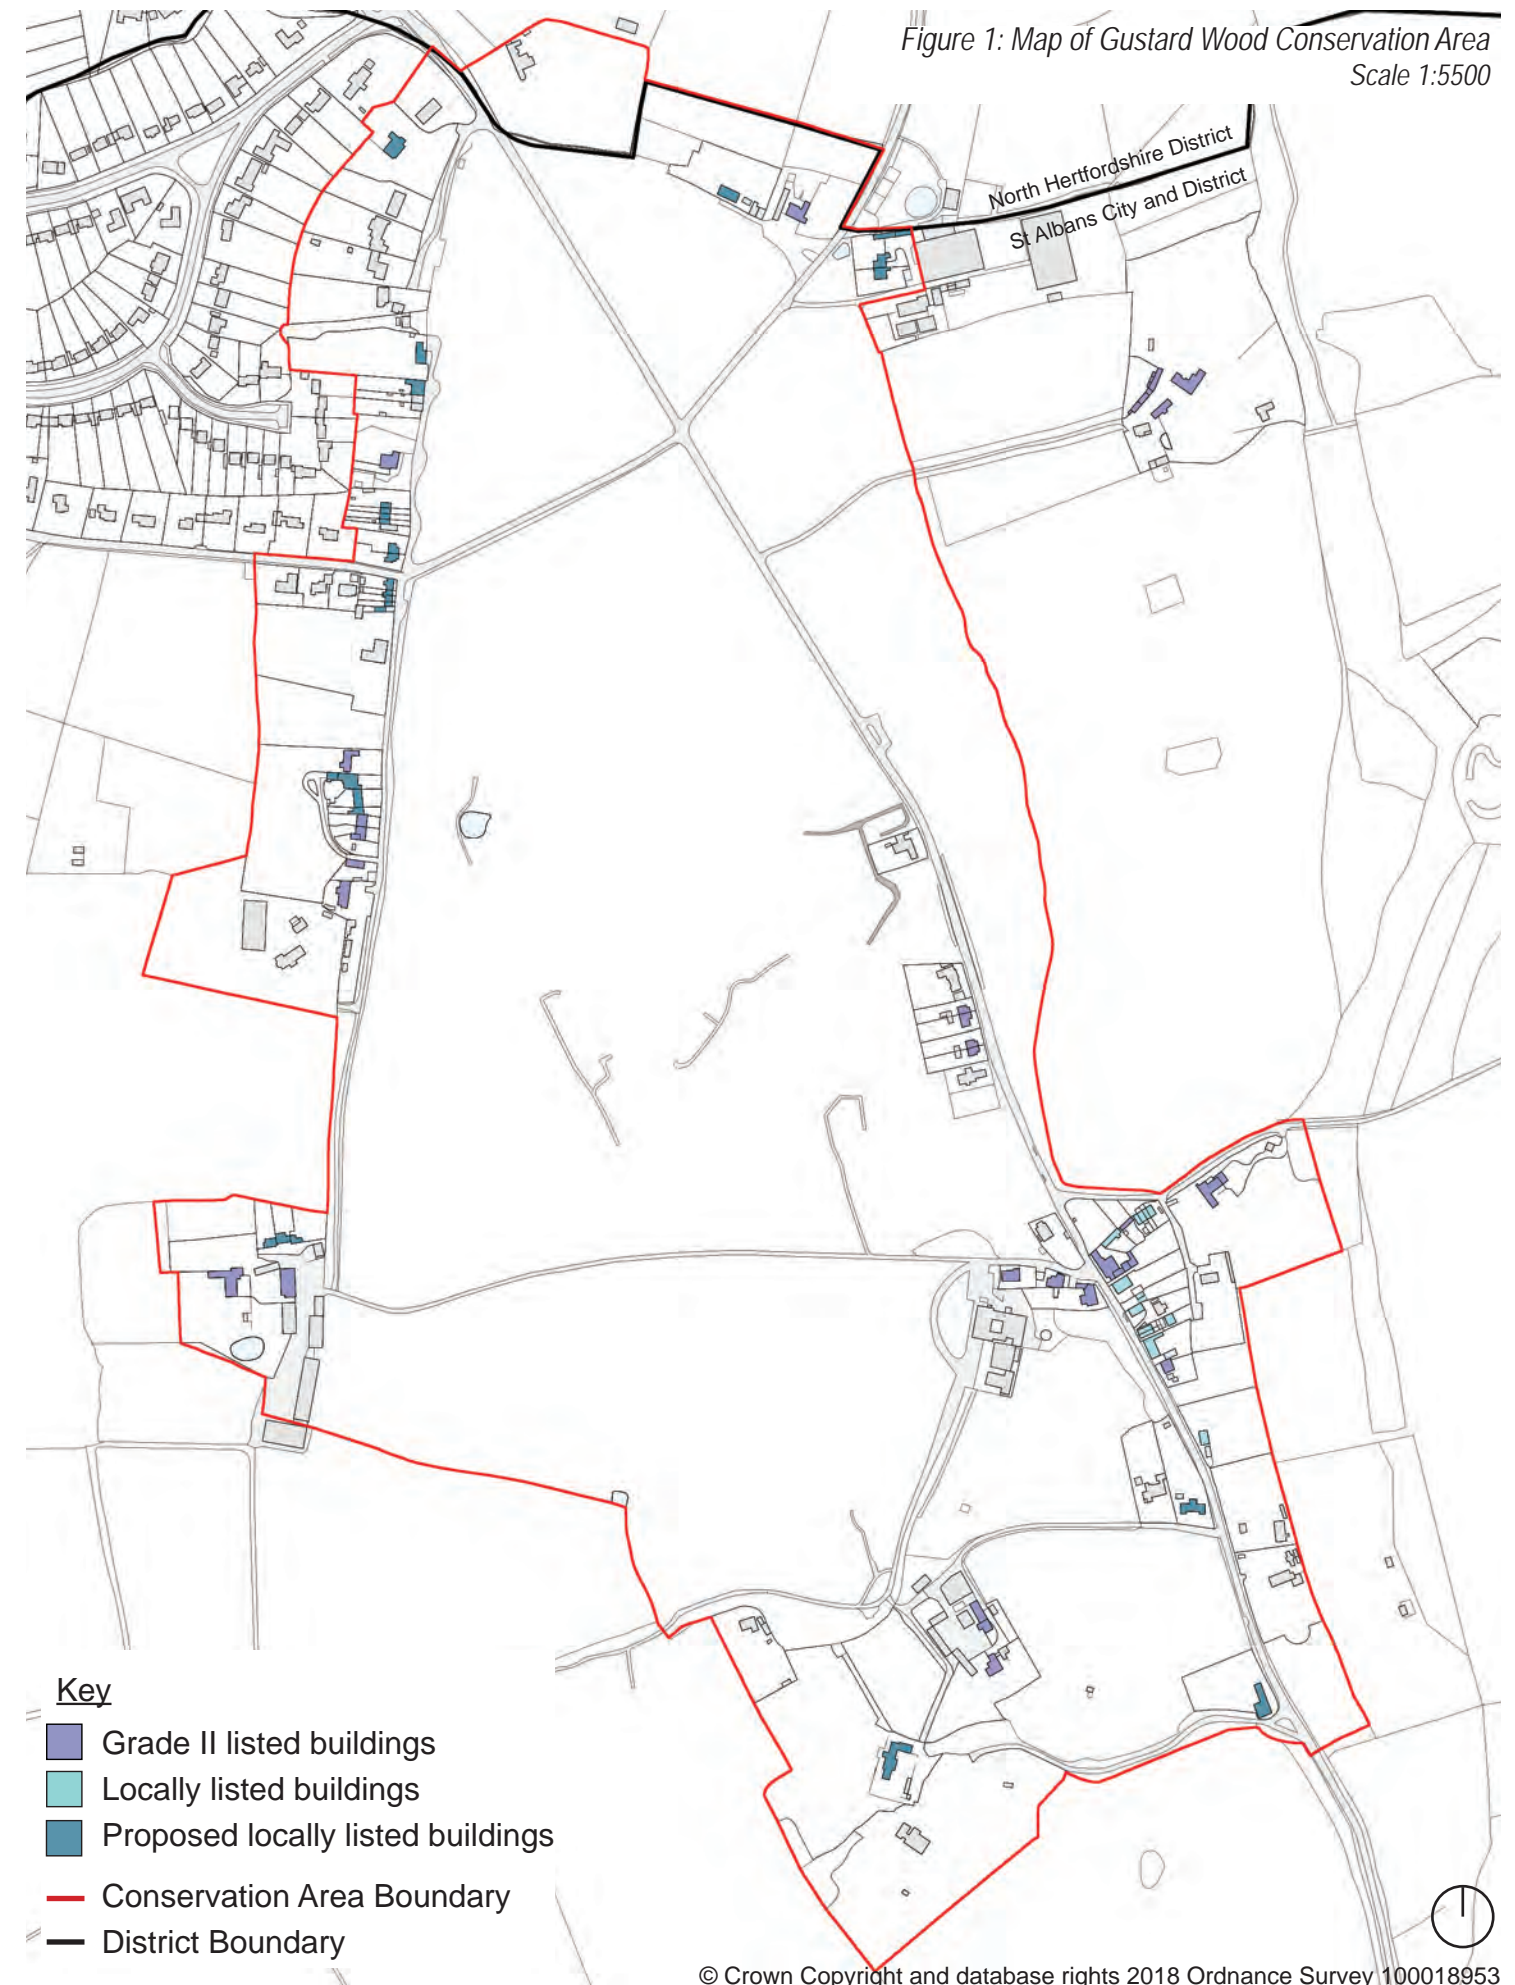 Figure 1: Map of Gustard Wood Conservation Area
Scale 1:5500
North Hertfordshire District
St Albans City and District
Key
Grade II listed buildings
Locally listed buildings
Proposed locally listed buildings
Conservation Area Boundary
District Boundary
© Crown Copyright and database rights 2018 Ordnance Survey 100018953